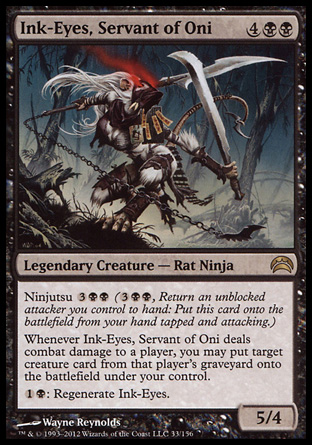 Ink-Eyes, Servant of Oni 4
Legendary Creature — Rat Ninja
Ninjutsu 3 (3, Return an unblocked
attacker you control to hand: Put this card onto the
battlefield from your hand tapped and attacking.)
Whenever Ink-Eyes, Servant of Oni deals
combat damage to a player, you may put target
creature card from that player's graveyard onto
the battlefield under your control.
1: Regenerate Ink-Eyes.
Wayne Reynolds
™ & © 1993–2012 Wizards of the Coast LLC 33/156
5/4